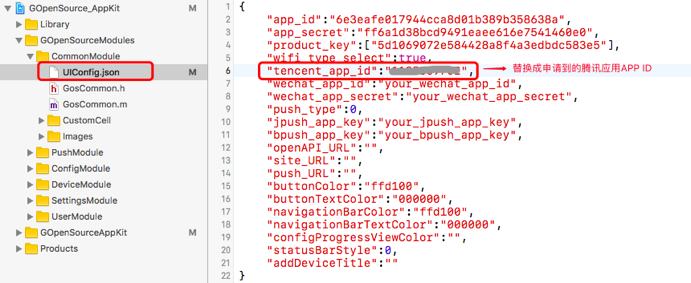 GOpenSource_AppKit M
Library
GOpenSourceModules
CommonModule
UIConfig.json M
GosCommon.h
GosCommon.m
CustomCell
Images
PushModule
ConfigModule
DeviceModule
SettingsModule
UserModule
GOpenSourceAppKit M
Products
1 {
2 "app_id":"6e3eafe017944cca8d01b389b358638a",
3 "app_secret":"ff6a1d38bcd9491eaee616e7541460e0",
4 "product_key":["5d1069072e584428a8f4a3edbdc583e5"],
5 "wifi_type_select":true,
6 "tencent_app_id":" ", 替换成申请到的腾讯应用APP ID
7 "wechat_app_id":"your_wechat_app_id",
8 "wechat_app_secret":"your_wechat_app_secret",
9 "push_type":0,
10 "jpush_app_key":"your_jpush_app_key",
11 "bpush_app_key":"your_bpush_app_key",
12 "openAPI_URL":"",
13 "site_URL":"",
14 "push_URL":"",
15 "buttonColor":"ffd100",
16 "buttonTextColor":"000000",
17 "navigationBarColor":"ffd100",
18 "navigationBarTextColor":"000000",
19 "configProgressViewColor":"",
20 "statusBarStyle":0,
21 "addDeviceTitle":""
22 }